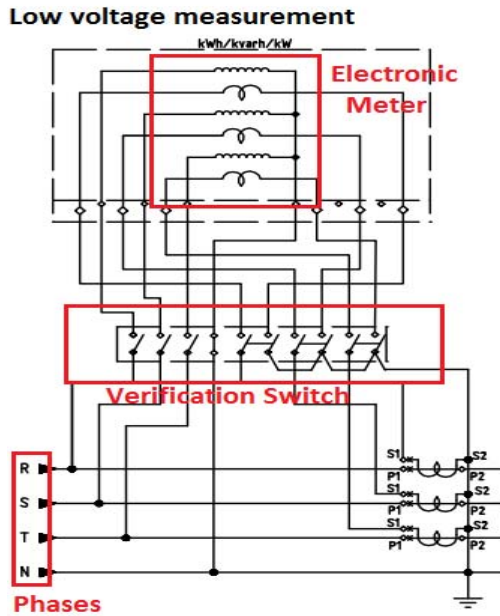 Low voltage measurement
kWh/kvarh/kW
Electronic
Meter
Verification Switch
R
S
T
N
Phases
S1
S2
P1
P2
S1
S2
P1
P2
S1
S2
P1
P2